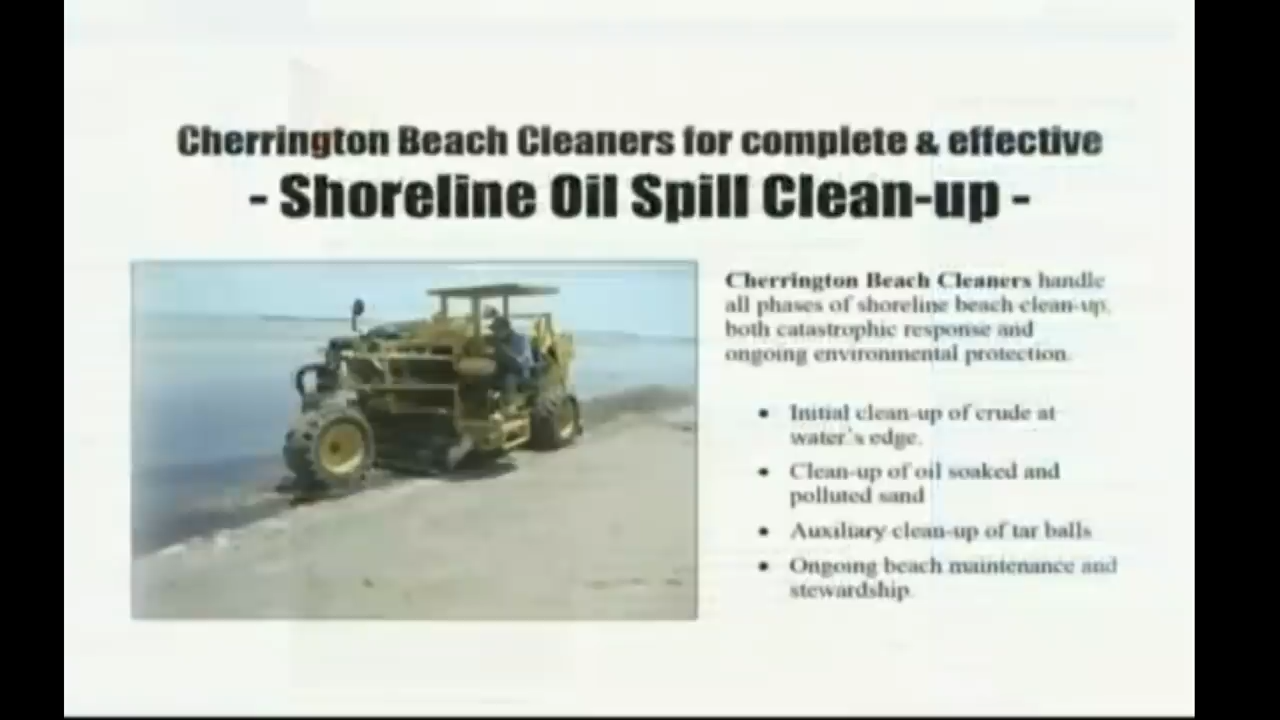 Cherrington Beach Cleaners for complete & effective
- Shoreline Oil Spill Clean-up -
Cherrington Beach Cleaners handle
all phases of shoreline beach clean-up,
both catastrophic response and
ongoing environmental protection.
• Initial clean-up of crude at
water's edge.
• Clean-up of oil soaked and
polluted sand
• Auxiliary clean-up of tar balls
• Ongoing beach maintenance and
stewardship.